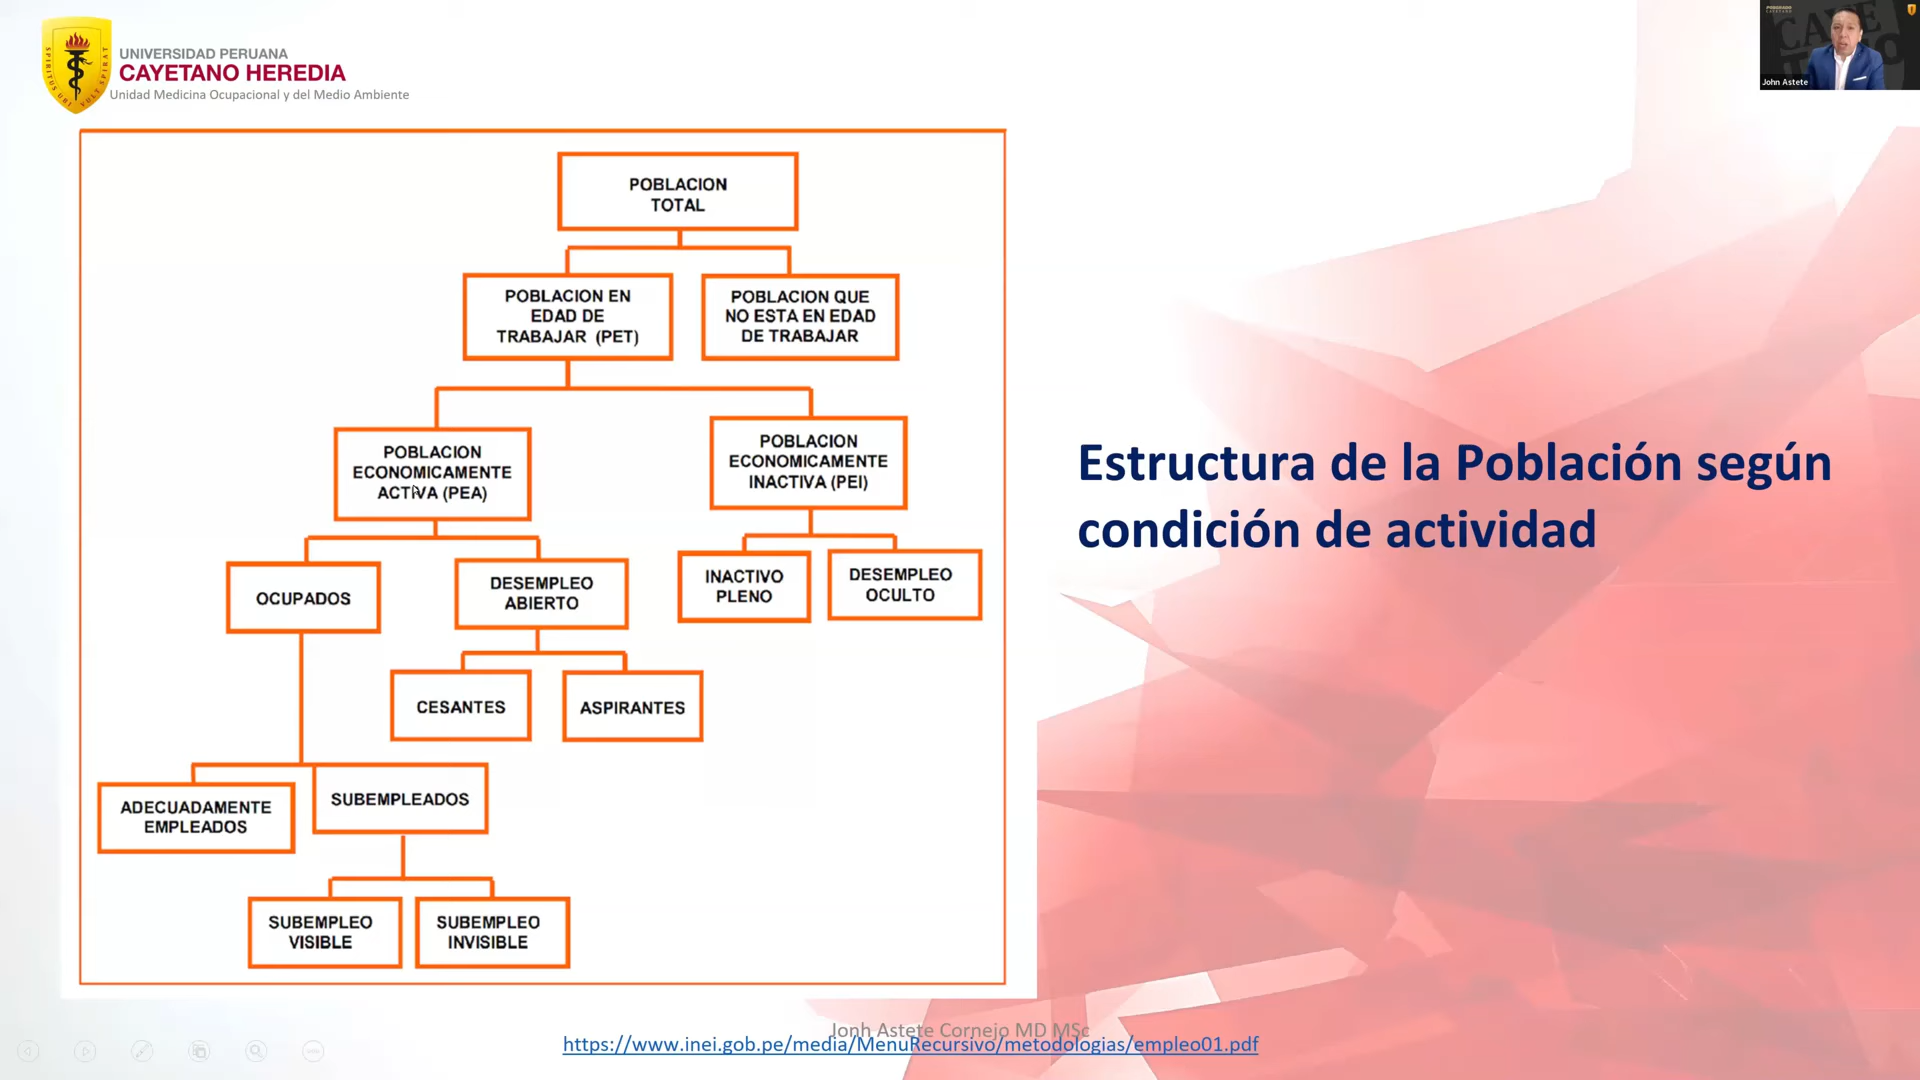 UNIVERSIDAD PERUANA
CAYETANO HEREDIA
Unidad Medicina Ocupacional y del Medio Ambiente
John Astete
POBLACION
TOTAL
POBLACION EN
EDAD DE
TRABAJAR (PET)
POBLACION QUE
NO ESTA EN EDAD
DE TRABAJAR
POBLACION
ECONOMICAMENTE
ACTIVA (PEA)
POBLACION
ECONOMICAMENTE
INACTIVA (PEI)
OCUPADOS
DESEMPLEO
ABIERTO
INACTIVO
PLENO
DESEMPLEO
OCULTO
CESANTES
ASPIRANTES
ADECUADAMENTE
EMPLEADOS
SUBEMPLEADOS
SUBEMPLEO
VISIBLE
SUBEMPLEO
INVISIBLE
Estructura de la Población según
condición de actividad
Jonh Astete Cornejo MD MSc
https://www.inei.gob.pe/media/MenuRecursivo/metodologias/empleo01.pdf